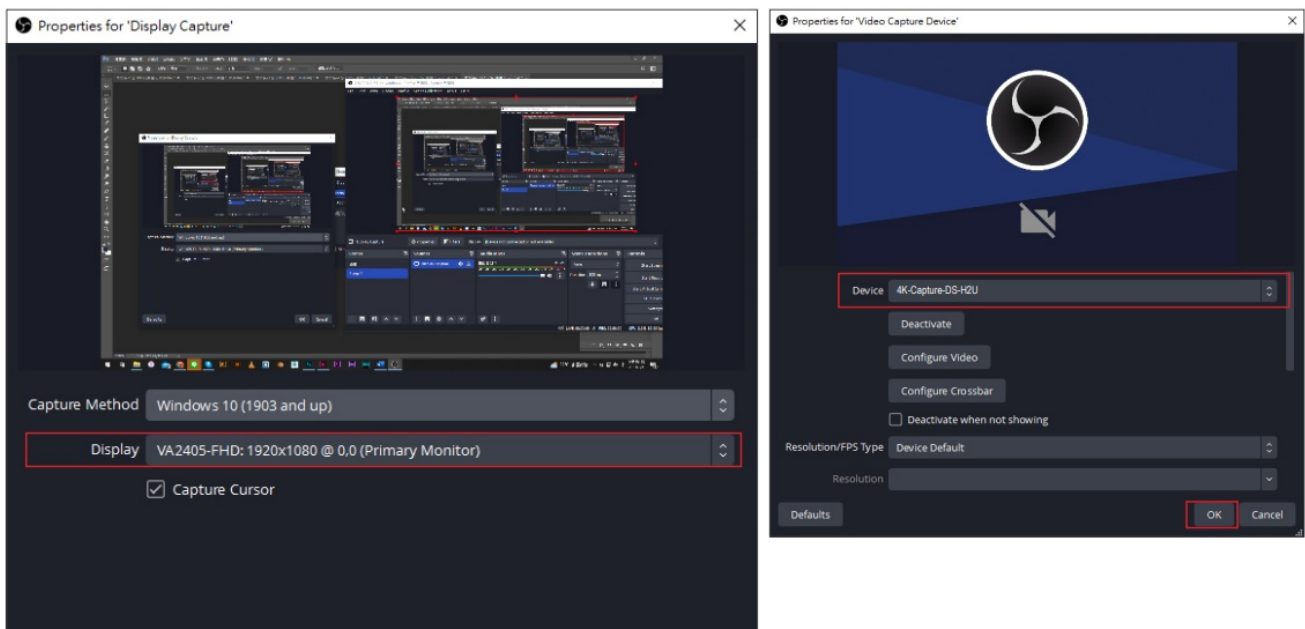 Properties for 'Display Capture'
Capture Method
Windows 10 (1903 and up)
Display
VA2405-FHD: 1920x1080 @ 0,0 (Primary Monitor)
Capture Cursor
Properties for 'Video Capture Device'
Device
4K-Capture-DS-H2U
Deactivate
Configure Video
Configure Crossbar
Deactivate when not showing
Resolution/FPS Type
Device Default
Resolution
Defaults
OK
Cancel